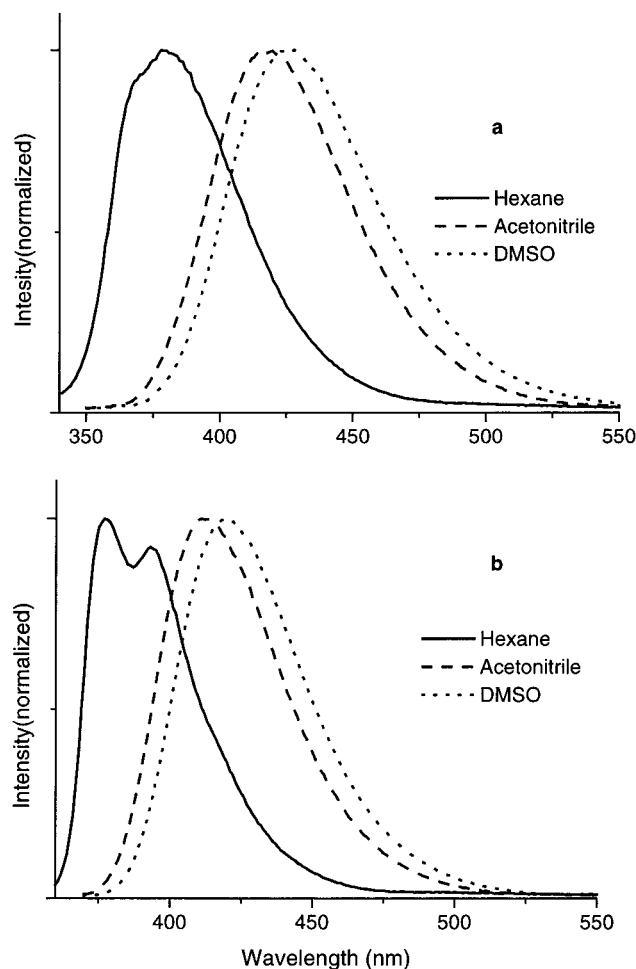 Intesity(normalized)
a
Hexane
Acetonitrile
DMSO
350 400 450 500 550
Intensity(normalized)
b
Hexane
Acetonitrile
DMSO
400 450 500 550
Wavelength (nm)